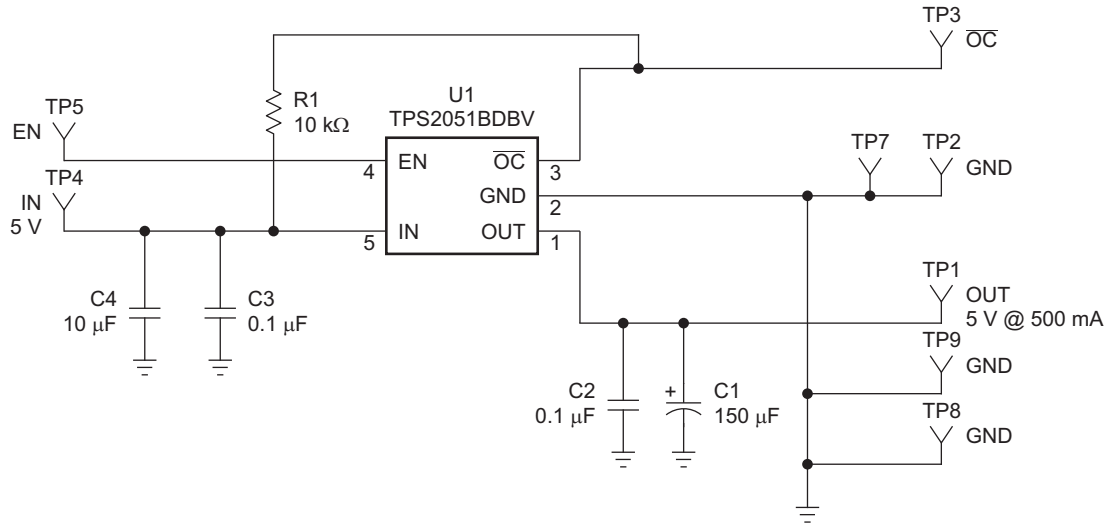 TP3
O̅C̅
U1
TPS2051BDBV
R1
10 kΩ
TP5
EN
4
EN
O̅C̅
3
TP7
TP2
GND
TP4
IN
5 V
GND
2
5
IN
OUT
1
TP1
OUT
5 V @ 500 mA
C4
10 μF
C3
0.1 μF
TP9
GND
C2
0.1 μF
+
C1
150 μF
TP8
GND